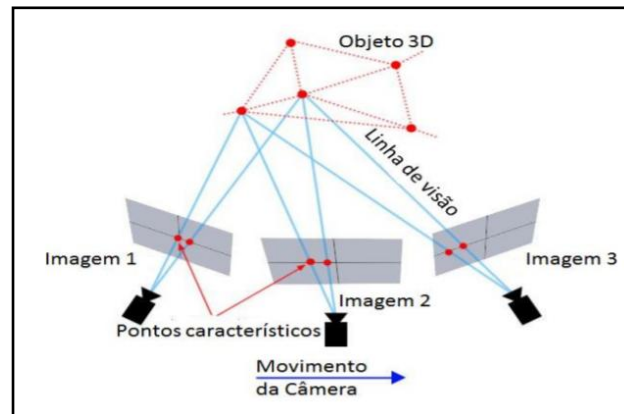 Objeto 3D
Linha de visão
Imagem 1
Imagem 3
Imagem 2
Pontos característicos
Movimento
da Câmera